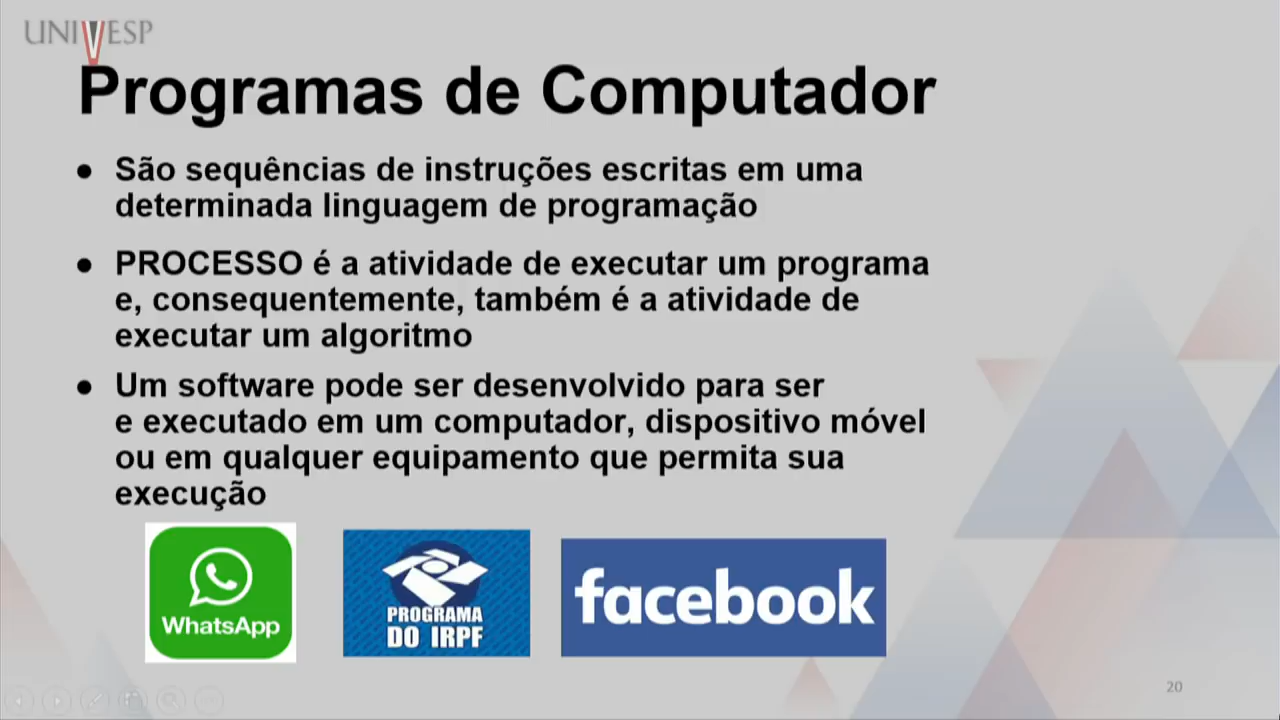 UNIVESP
Programas de Computador
● São sequências de instruções escritas em uma
determinada linguagem de programação
● PROCESSO é a atividade de executar um programa
e, consequentemente, também é a atividade de
executar um algoritmo
● Um software pode ser desenvolvido para ser
e executado em um computador, dispositivo móvel
ou em qualquer equipamento que permita sua
execução
WhatsApp
PROGRAMA
DO IRPF
facebook
20